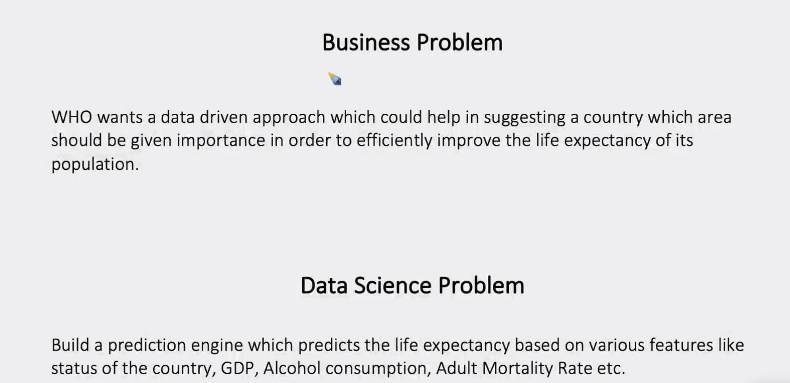 Business Problem
WHO wants a data driven approach which could help in suggesting a country which area
should be given importance in order to efficiently improve the life expectancy of its
population.
Data Science Problem
Build a prediction engine which predicts the life expectancy based on various features like
status of the country, GDP, Alcohol consumption, Adult Mortality Rate etc.